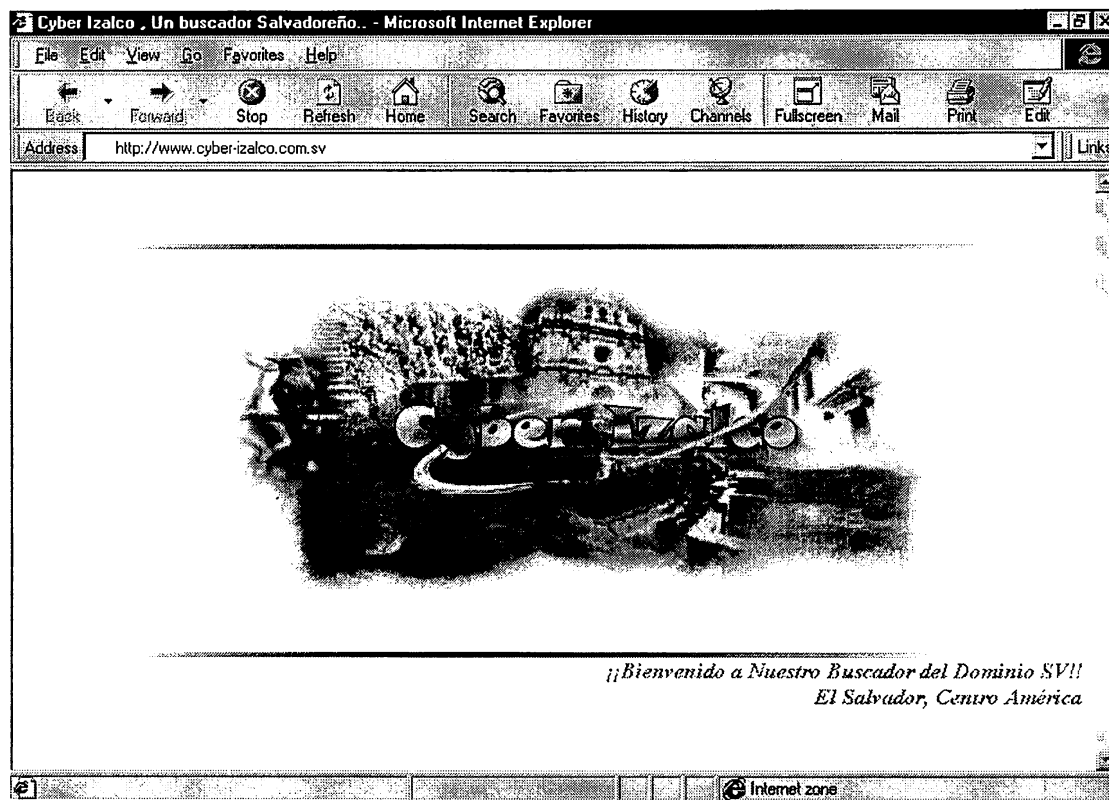 Cyber Izalco , Un buscador Salvadoreño.. - Microsoft Internet Explorer
File Edit View Go Favorites Help
Back Forward Stop Refresh Home Search Favorites History Channels Fullscreen Mail Print Edit
Address http://www.cyber-izalco.com.sv Links
Cyber Izalco
¡¡Bienvenido a Nuestro Buscador del Dominio SV!!
El Salvador, Centro América
Internet zone